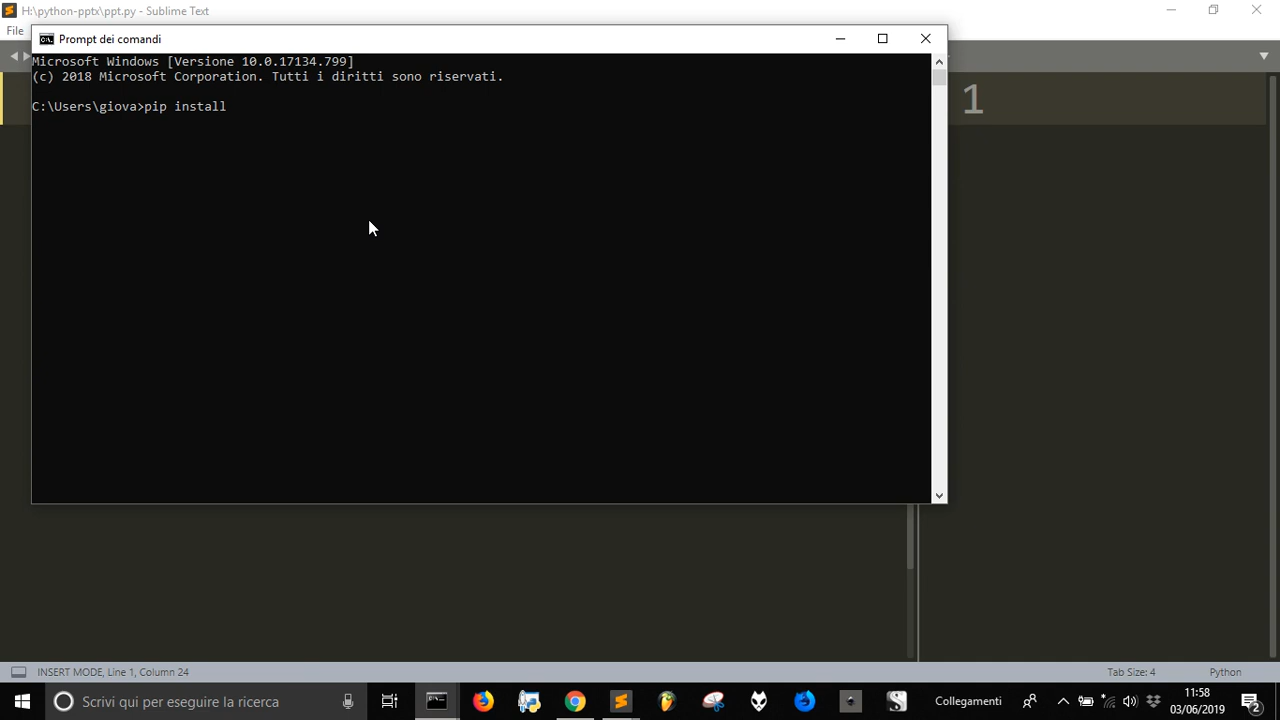 H:\python-pptx\ppt.py - Sublime Text
File
Prompt dei comandi
Microsoft Windows [Versione 10.0.17134.799]
(c) 2018 Microsoft Corporation. Tutti i diritti sono riservati.
C:\Users\giova>pip install
1
INSERT MODE, Line 1, Column 24
Tab Size: 4
Python
Scrivi qui per eseguire la ricerca
Collegamenti
11:58
03/06/2019
2